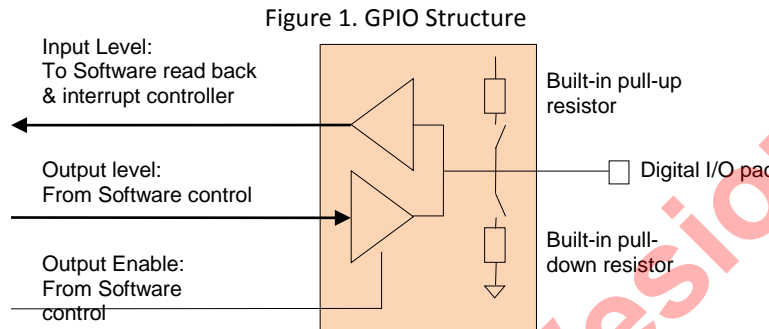 Figure 1. GPIO Structure
Input Level:
To Software read back
& interrupt controller
Output level:
From Software control
Output Enable:
From Software
control
Built-in pull-up
resistor
Digital I/O pad
Built-in pull-
down resistor